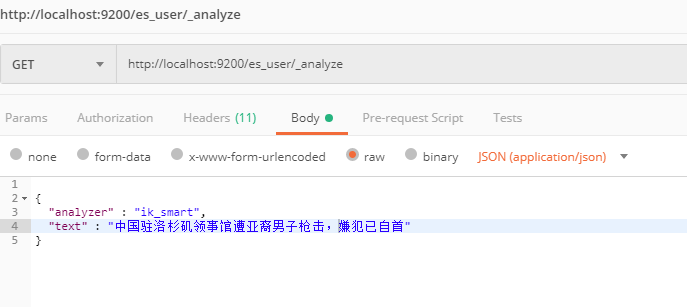 http://localhost:9200/es_user/_analyze
GET http://localhost:9200/es_user/_analyze
Params Authorization Headers (11) Body Pre-request Script Tests
none form-data x-www-form-urlencoded raw binary JSON (application/json)
1
2 {
3 "analyzer" : "ik_smart",
4 "text" : "中国驻洛杉矶领事馆遭亚裔男子枪击，嫌犯已自首"
5 }